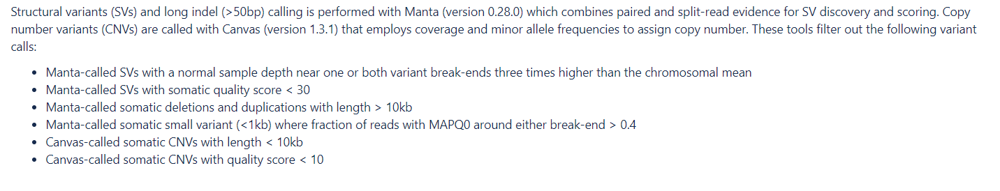 Structural variants (SVs) and long indel (>50bp) calling is performed with Manta (version 0.28.0) which combines paired and split-read evidence for SV discovery and scoring. Copy
number variants (CNVs) are called with Canvas (version 1.3.1) that employs coverage and minor allele frequencies to assign copy number. These tools filter out the following variant
calls:
• Manta-called SVs with a normal sample depth near one or both variant break-ends three times higher than the chromosomal mean
• Manta-called SVs with somatic quality score < 30
• Manta-called somatic deletions and duplications with length > 10kb
• Manta-called somatic small variant (<1kb) where fraction of reads with MAPQ0 around either break-end > 0.4
• Canvas-called somatic CNVs with length < 10kb
• Canvas-called somatic CNVs with quality score < 10